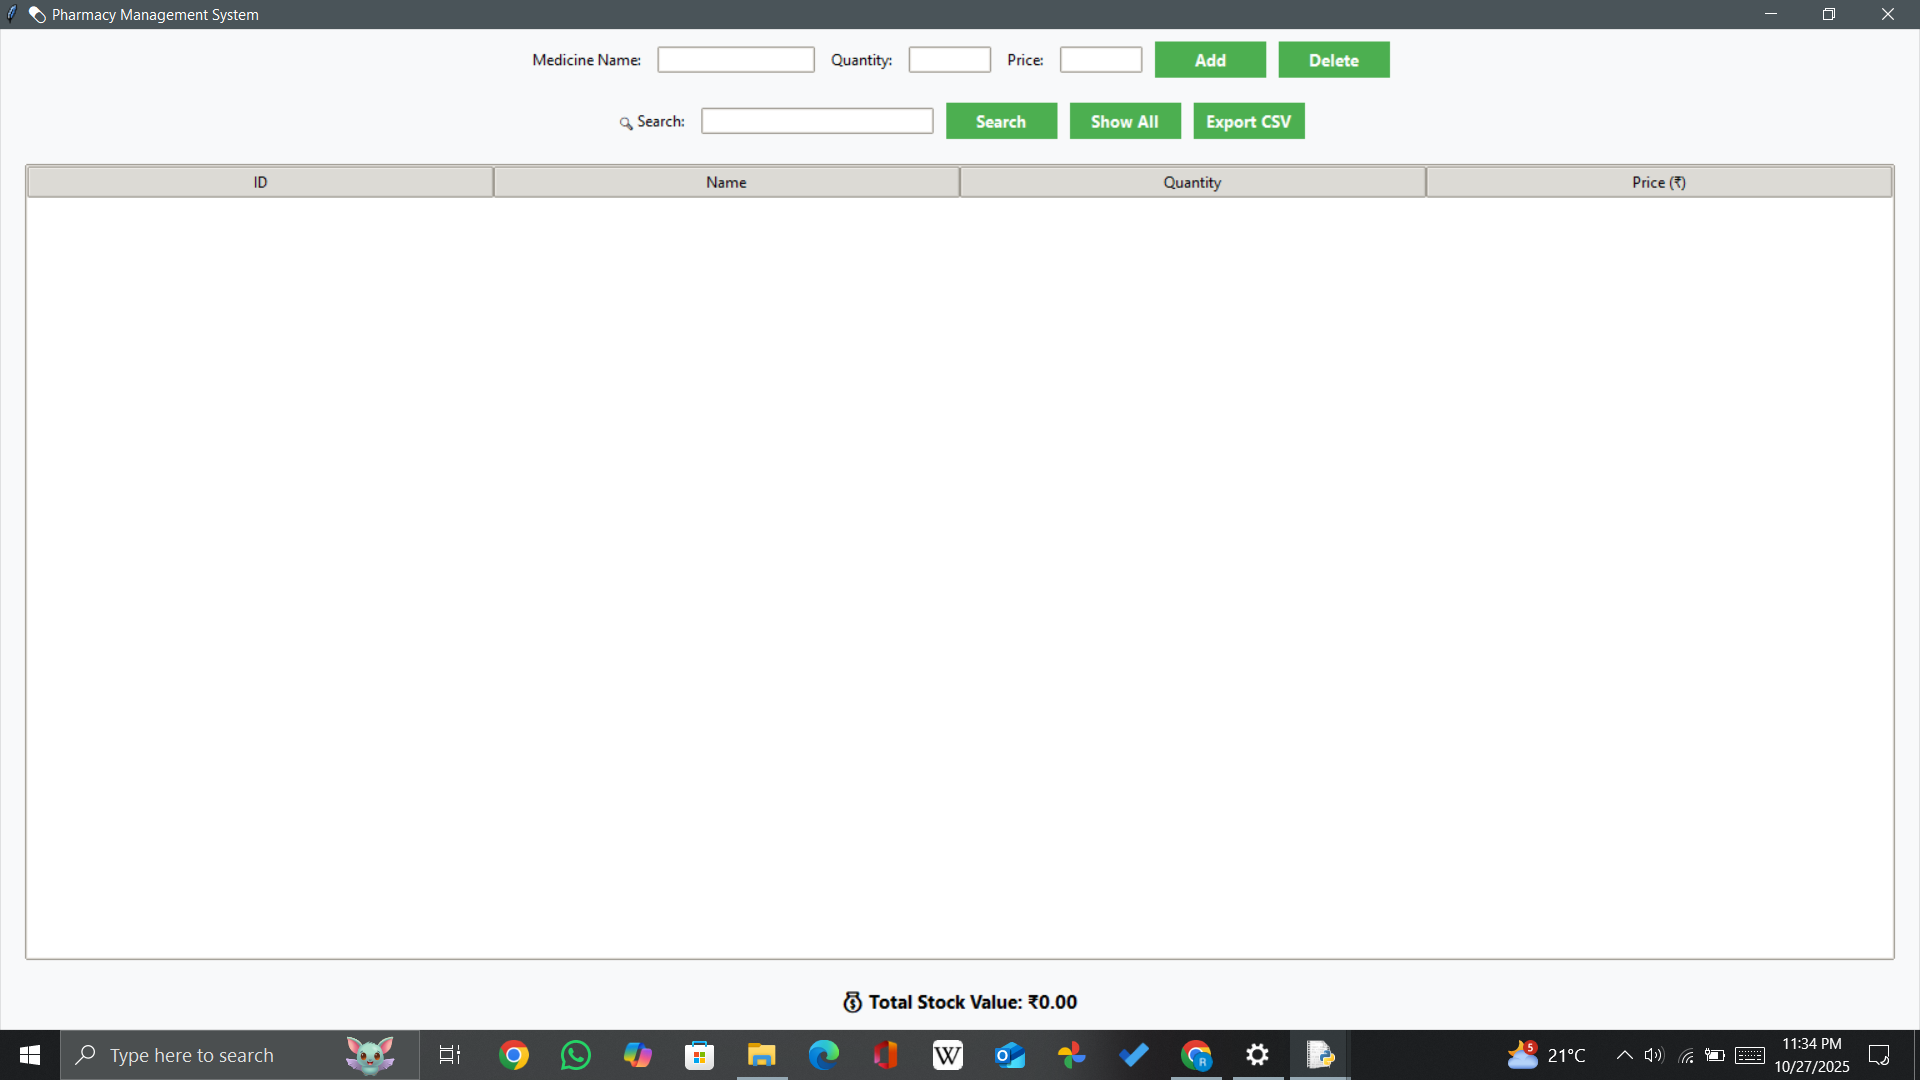 Pharmacy Management System
Medicine Name: Quantity: Price: Add Delete
Search: Search Show All Export CSV
ID Name Quantity Price (₹)
Total Stock Value: ₹0.00
Type here to search W O R 5 21°C 11:34 PM
10/27/2025